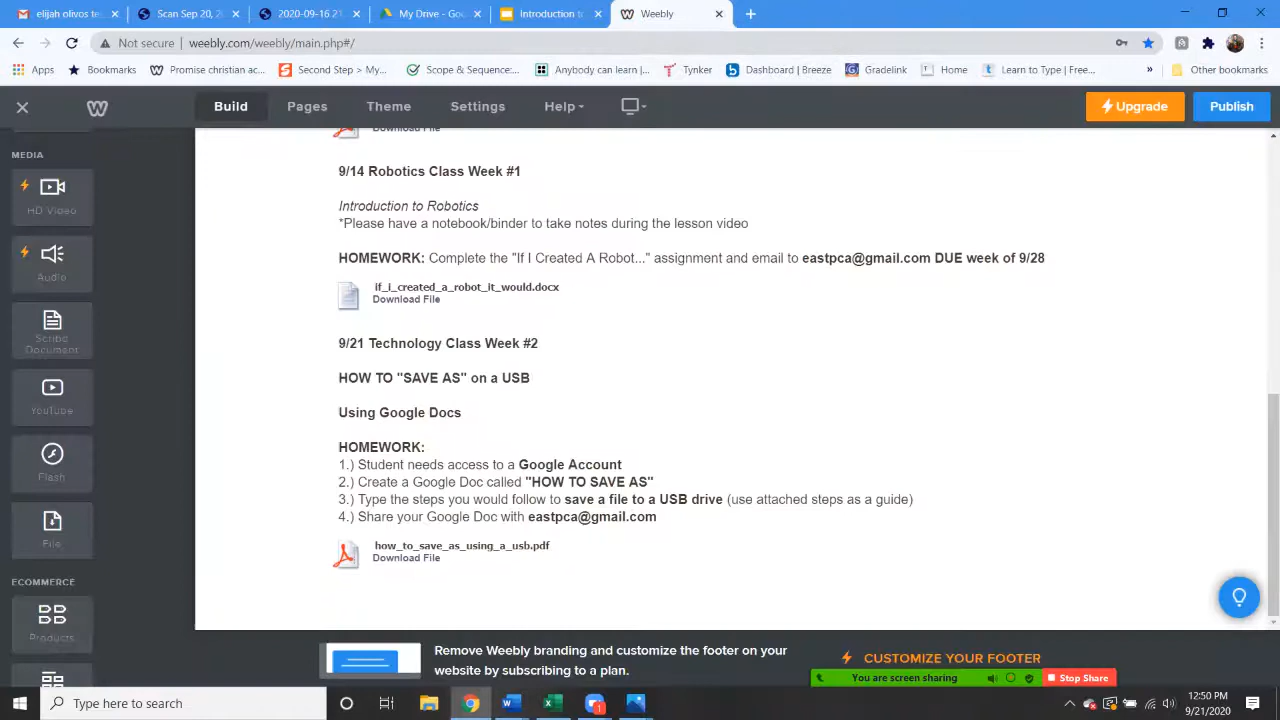 elijah olivos tes
Scan Sep 20, 20
2020-09-16 21
My Drive - Goo
Introduction to
Weebly
Not secure | weebly.com/weebly/main.php#/
Apps
Bookmarks
Promise christian ac...
Second Step > My...
Scope & Sequence:...
Anybody can learn |...
Tynker
Dashboard | Breeze
Gradelink
Home
Learn to Type | Free...
»
Other bookmarks
Build
Pages
Theme
Settings
Help
Upgrade
Publish
MEDIA
HD Video
Audio
Scribd
Document
YouTube
Flash
File
ECOMMERCE
Products
Download File
9/14 Robotics Class Week #1
Introduction to Robotics
*Please have a notebook/binder to take notes during the lesson video
HOMEWORK: Complete the "If I Created A Robot..." assignment and email to eastpca@gmail.com DUE week of 9/28
if_i_created_a_robot_it_would.docx
Download File
9/21 Technology Class Week #2
HOW TO "SAVE AS" on a USB
Using Google Docs
HOMEWORK:
1.) Student needs access to a Google Account
2.) Create a Google Doc called "HOW TO SAVE AS"
3.) Type the steps you would follow to save a file to a USB drive (use attached steps as a guide)
4.) Share your Google Doc with eastpca@gmail.com
how_to_save_as_using_a_usb.pdf
Download File
Remove Weebly branding and customize the footer on your
website by subscribing to a plan.
CUSTOMIZE YOUR FOOTER
You are screen sharing
Stop Share
Type here to search
1
12:50 PM
9/21/2020